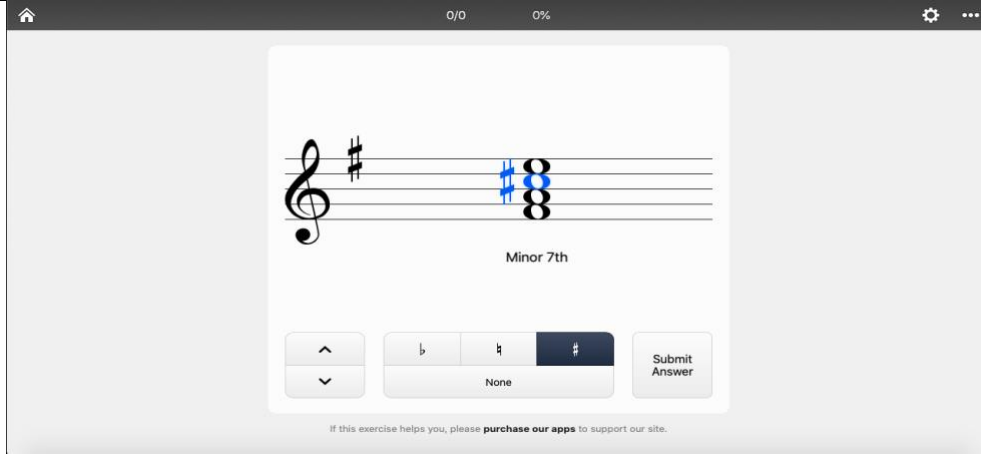 0/0 0%
Minor 7th
♭ ♮ ♯
None
Submit
Answer
If this exercise helps you, please purchase our apps to support our site.